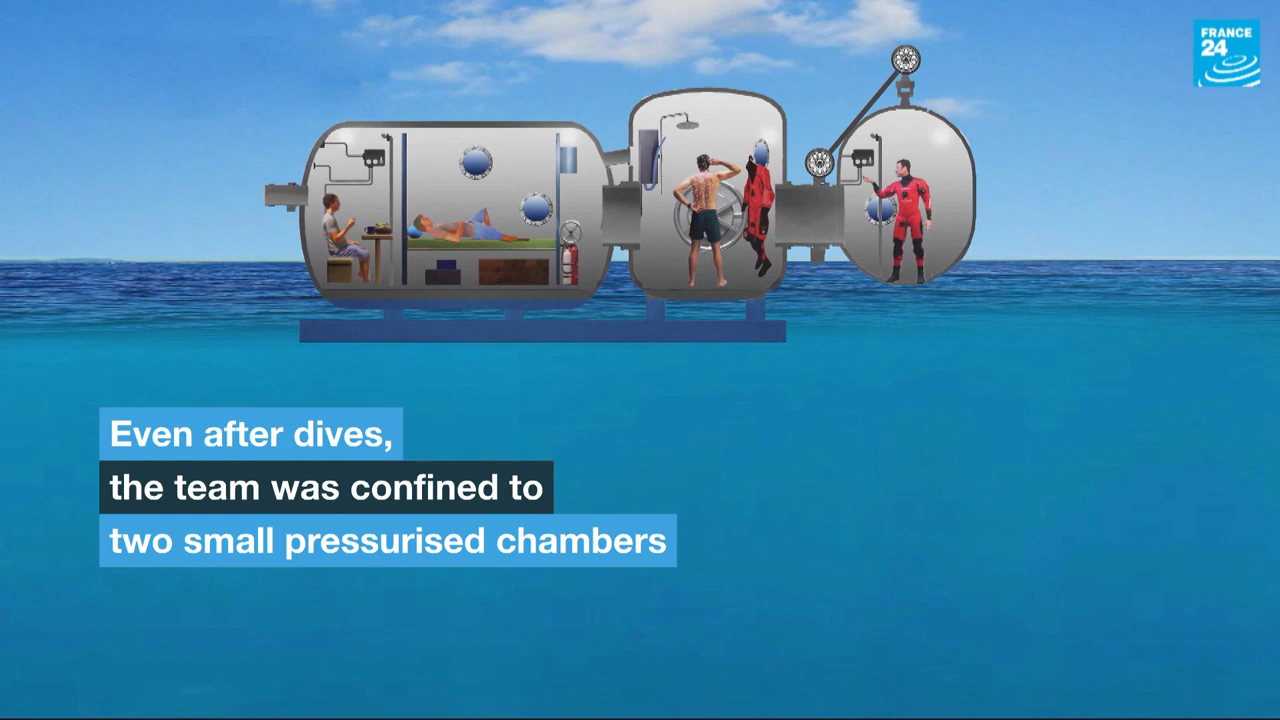 FRANCE
24
Even after dives,
the team was confined to
two small pressurised chambers